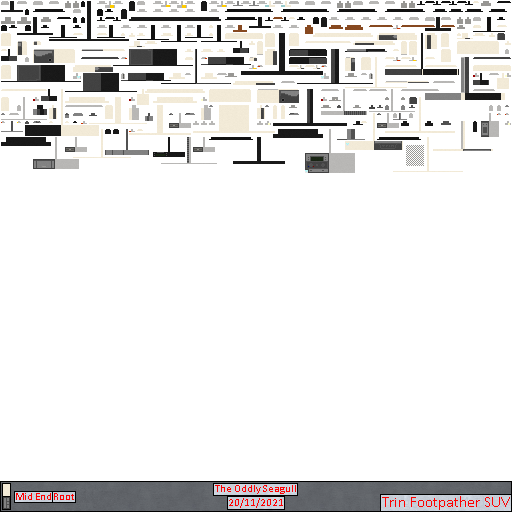 Mid End Root
The Oddly Seagull
20/11/2021
Trin Footpather SUV